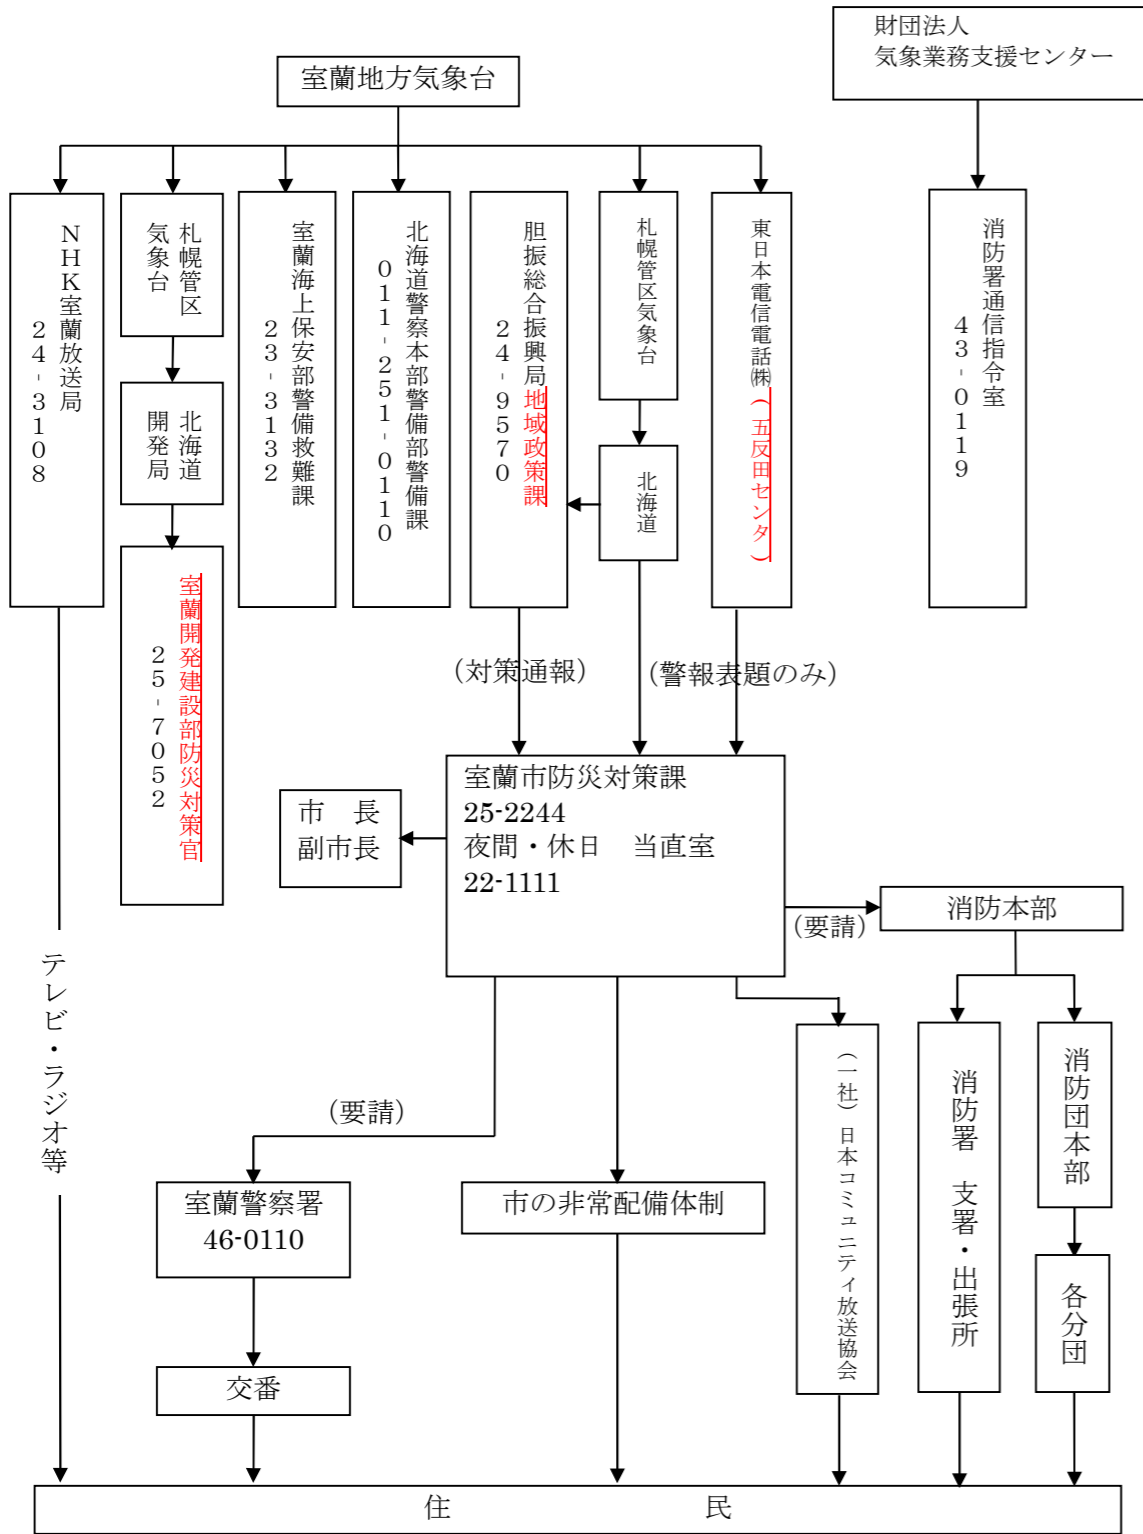 財団法人
気象業務支援センター
室蘭地方気象台
ＮＨＫ室蘭放送局
２４-３１０８
札幌管区
気象台
北海道
開発局
室蘭開発建設部防災対策官
２５-７０５２
室蘭海上保安部警備救難課
２３-３１３２
北海道警察本部警備部警備課
０１１-２５１-０１１０
胆振総合振興局地域政策課
２４-９５７０
札幌管区気象台
北海道
東日本電信電話㈱(五反田センタ)
消防署通信指令室
４３-０１１９
（対策通報）
（警報表題のみ）
室蘭市防災対策課
25-2244
夜間・休日　当直室
22-1111
市　長
副市長
（要請）
消防本部
テレビ・ラジオ等
（要請）
室蘭警察署
46-0110
交番
市の非常配備体制
（一社）日本コミュニティ放送協会
消防署　支署・出張所
消防団本部
各分団
住　　　民